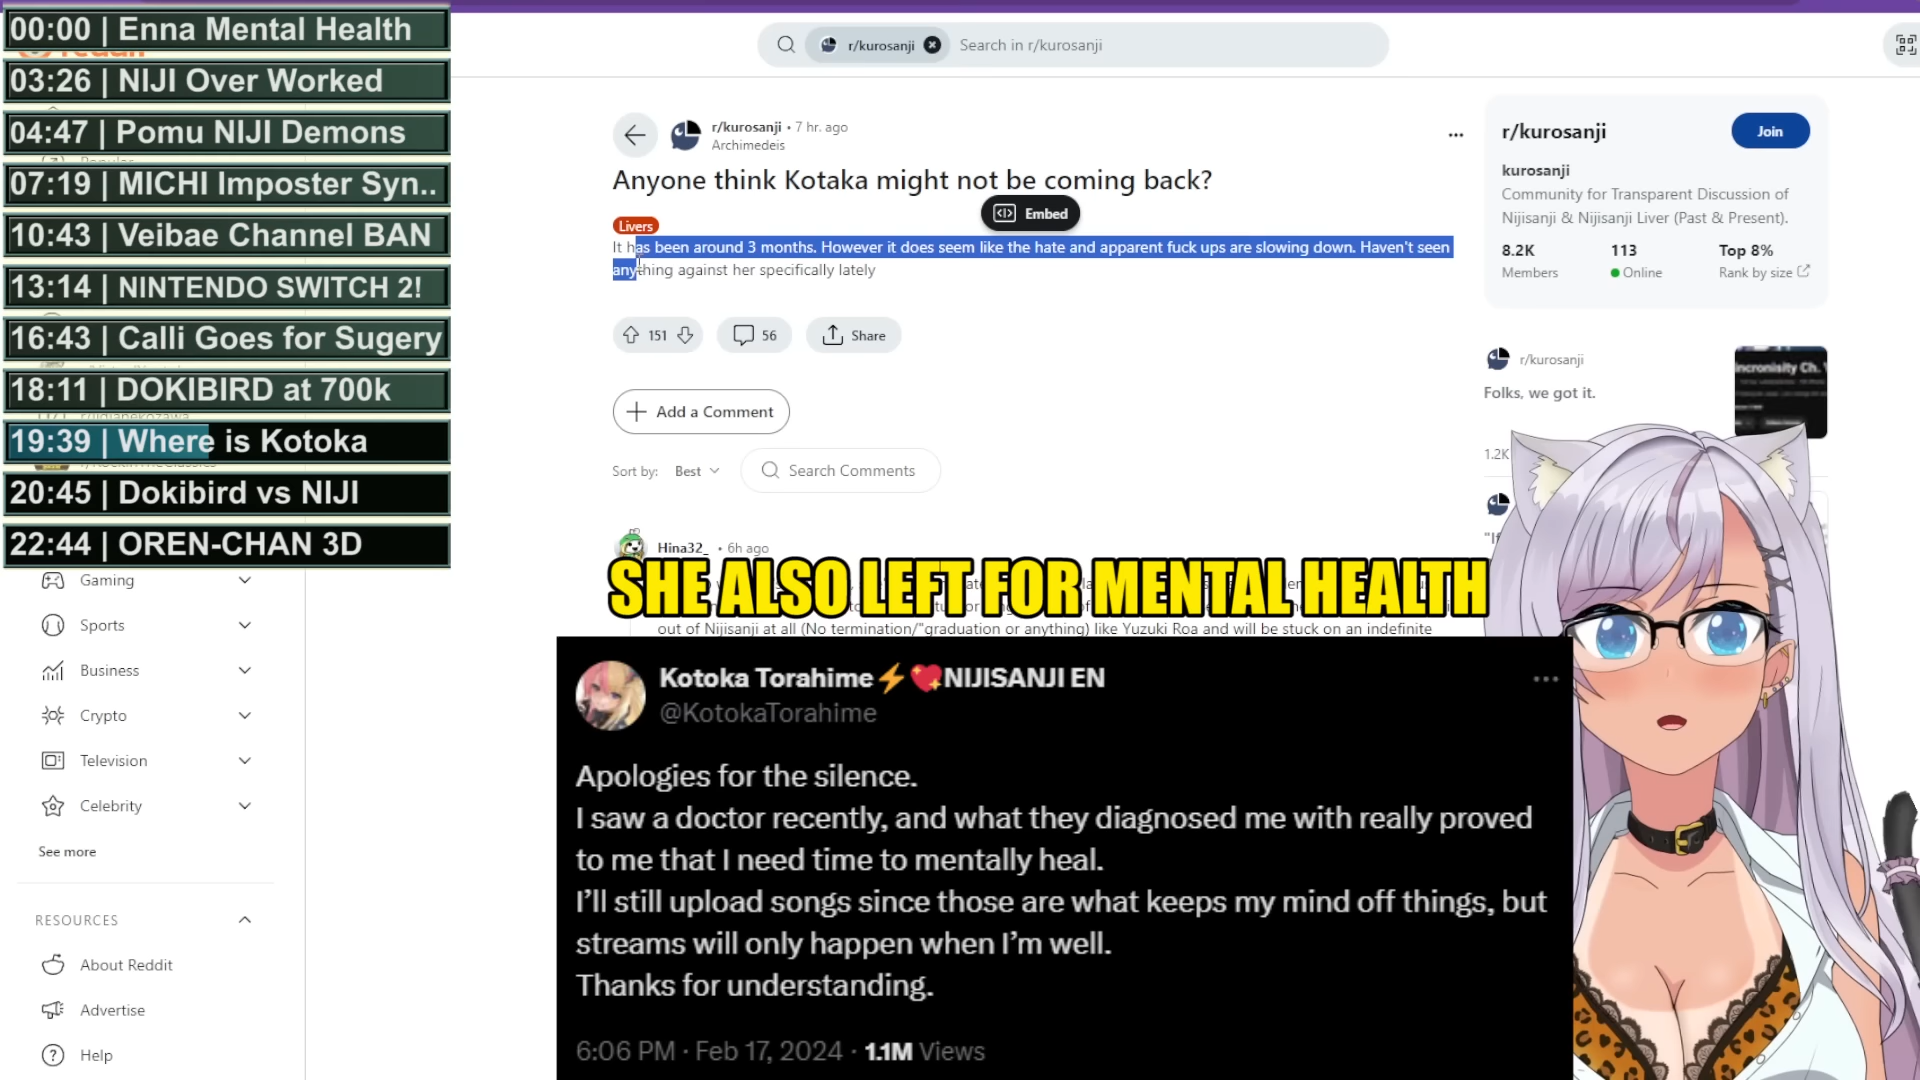 00:00 | Enna Mental Health
03:26 | NIJI Over Worked
04:47 | Pomu NIJI Demons
07:19 | MICHI Imposter Syn..
10:43 | Veibae Channel BAN
13:14 | NINTENDO SWITCH 2!
16:43 | Calli Goes for Sugery
18:11 | DOKIBIRD at 700k
19:39 | Where is Kotoka
20:45 | Dokibird vs NIJI
22:44 | OREN-CHAN 3D
Gaming
Sports
Business
Crypto
Television
Celebrity
See more
RESOURCES
About Reddit
Advertise
Help
r/kurosanji
Search in r/kurosanji
r/kurosanji • 7 hr. ago
Archimedeis
Anyone think Kotaka might not be coming back?
Embed
Livers
It has been around 3 months. However it does seem like the hate and apparent fuck ups are slowing down. Haven't seen
anything against her specifically lately
151
56
Share
Add a Comment
Sort by:
Best
Search Comments
Hina32_ • 6h ago
SHE ALSO LEFT FOR MENTAL HEALTH
out of Nijisanji at all (No termination/"graduation or anything) like Yuzuki Roa and will be stuck on an indefinite
Kotoka Torahime⚡💖NIJISANJI EN
@KotokaTorahime
Apologies for the silence.
I saw a doctor recently, and what they diagnosed me with really proved
to me that I need time to mentally heal.
I'll still upload songs since those are what keeps my mind off things, but
streams will only happen when I'm well.
Thanks for understanding.
6:06 PM · Feb 17, 2024 · 1.1M Views
r/kurosanji
Join
kurosanji
Community for Transparent Discussion of
Nijisanji & Nijisanji Liver (Past & Present).
8.2K
113
Top 8%
Members
Online
Rank by size
r/kurosanji
Folks, we got it.
1.2K